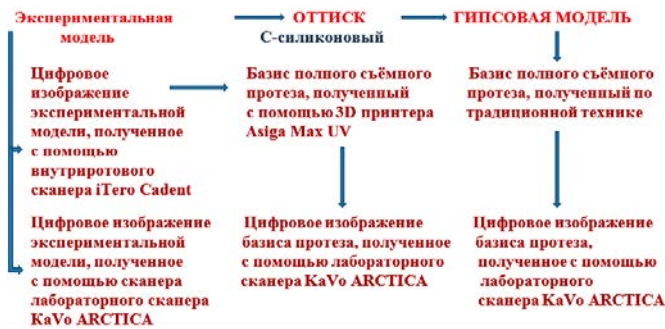 Экспериментальная
модель
ОТТИСК
С-силиконовый
ГИПСОВАЯ МОДЕЛЬ
Цифровое
изображение
экспериментальной
модели, полученное
с помощью
внутриротового
сканера iTero Cadent
Базис полного съёмного
протеза, полученный
с помощью 3D принтера
Asiga Max UV
Базис полного съёмного
протеза, полученный по
традиционной технике
Цифровое изображение
экспериментальной
модели, полученное
с помощью сканера
лабораторного сканера
KaVo ARCTICA
Цифровое изображение
базиса протеза, полученное
с помощью лабораторного
сканера KaVo ARCTICA
Цифровое изображение
базиса протеза,
полученное с помощью
лабораторного
сканера KaVo ARCTICA